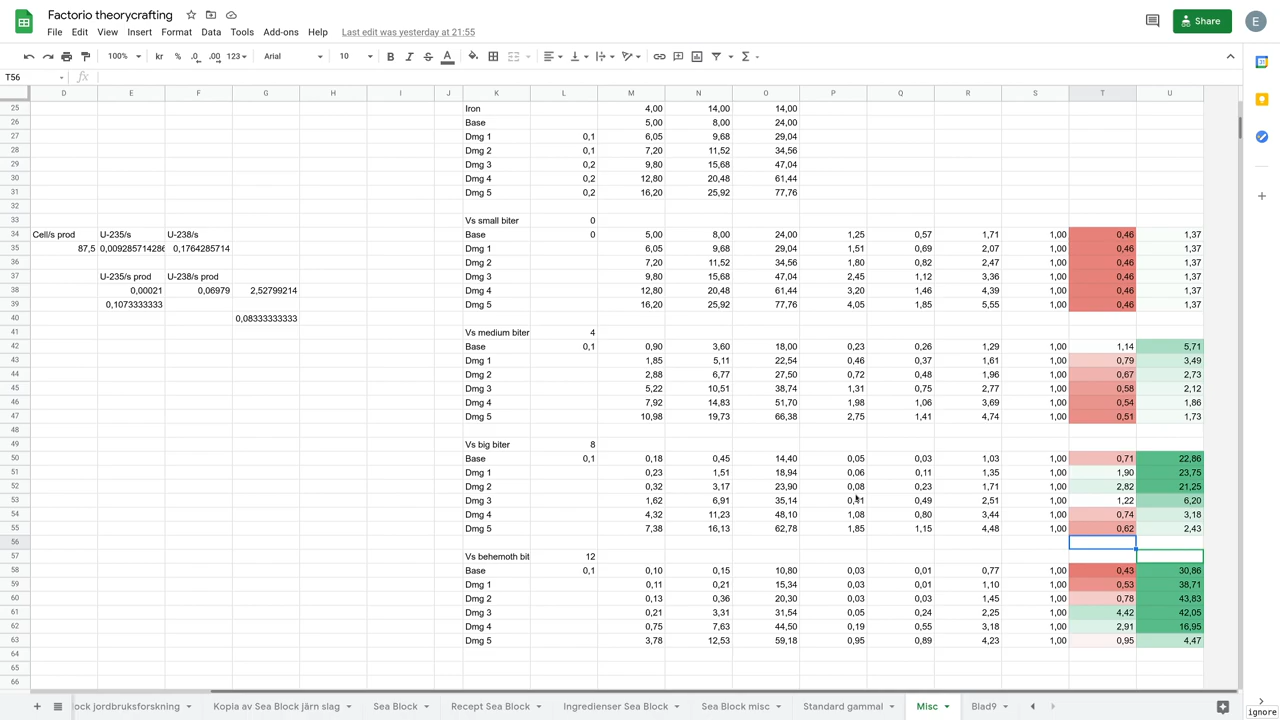 Factorio theorycrafting
File Edit View Insert Format Data Tools Add-ons Help Last edit was yesterday at 21:55
Share E
100% kr % .0 .00 123 Arial 10 B I S A
T56 fx
D E F G H I J K L M N O P Q R S T U
25 Iron 4,00 14,00 14,00
26 Base 5,00 8,00 24,00
27 Dmg 1 0,1 6,05 9,68 29,04
28 Dmg 2 0,1 7,20 11,52 34,56
29 Dmg 3 0,2 9,80 15,68 47,04
30 Dmg 4 0,2 12,80 20,48 61,44
31 Dmg 5 0,2 16,20 25,92 77,76
32
33 Vs small biter 0
34 Cell/s prod U-235/s U-238/s Base 0 5,00 8,00 24,00 1,25 0,57 1,71 1,00 0,46 1,37
35 87,5 0,009285714286 0,1764285714 Dmg 1 6,05 9,68 29,04 1,51 0,69 2,07 1,00 0,46 1,37
36 Dmg 2 7,20 11,52 34,56 1,80 0,82 2,47 1,00 0,46 1,37
37 U-235/s prod U-238/s prod Dmg 3 9,80 15,68 47,04 2,45 1,12 3,36 1,00 0,46 1,37
38 0,00021 0,06979 2,52799214 Dmg 4 12,80 20,48 61,44 3,20 1,46 4,39 1,00 0,46 1,37
39 0,1073333333 Dmg 5 16,20 25,92 77,76 4,05 1,85 5,55 1,00 0,46 1,37
40 0,08333333333
41 Vs medium biter 4
42 Base 0,1 0,90 3,60 18,00 0,23 0,26 1,29 1,00 1,14 5,71
43 Dmg 1 1,85 5,11 22,54 0,46 0,37 1,61 1,00 0,79 3,49
44 Dmg 2 2,88 6,77 27,50 0,72 0,48 1,96 1,00 0,67 2,73
45 Dmg 3 5,22 10,51 38,74 1,31 0,75 2,77 1,00 0,58 2,12
46 Dmg 4 7,92 14,83 51,70 1,98 1,06 3,69 1,00 0,54 1,86
47 Dmg 5 10,98 19,73 66,38 2,75 1,41 4,74 1,00 0,51 1,73
48
49 Vs big biter 8
50 Base 0,1 0,18 0,45 14,40 0,05 0,03 1,03 1,00 0,71 22,86
51 Dmg 1 0,23 1,51 18,94 0,06 0,11 1,35 1,00 1,90 23,75
52 Dmg 2 0,32 3,17 23,90 0,08 0,23 1,71 1,00 2,82 21,25
53 Dmg 3 1,62 6,91 35,14 0,41 0,49 2,51 1,00 1,22 6,20
54 Dmg 4 4,32 11,23 48,10 1,08 0,80 3,44 1,00 0,74 3,18
55 Dmg 5 7,38 16,13 62,78 1,85 1,15 4,48 1,00 0,62 2,43
56
57 Vs behemoth bit 12
58 Base 0,1 0,10 0,15 10,80 0,03 0,01 0,77 1,00 0,43 30,86
59 Dmg 1 0,11 0,21 15,34 0,03 0,01 1,10 1,00 0,53 38,71
60 Dmg 2 0,13 0,36 20,30 0,03 0,03 1,45 1,00 0,78 43,83
61 Dmg 3 0,21 3,31 31,54 0,05 0,24 2,25 1,00 4,42 42,05
62 Dmg 4 0,75 7,63 44,50 0,19 0,55 3,18 1,00 2,91 16,95
63 Dmg 5 3,78 12,53 59,18 0,95 0,89 4,23 1,00 0,95 4,47
64
65
66
ock jordbruksforskning Kopia av Sea Block järn slag Sea Block Recept Sea Block Ingredienser Sea Block Sea Block misc Standard gammal Misc Blad9
ignore